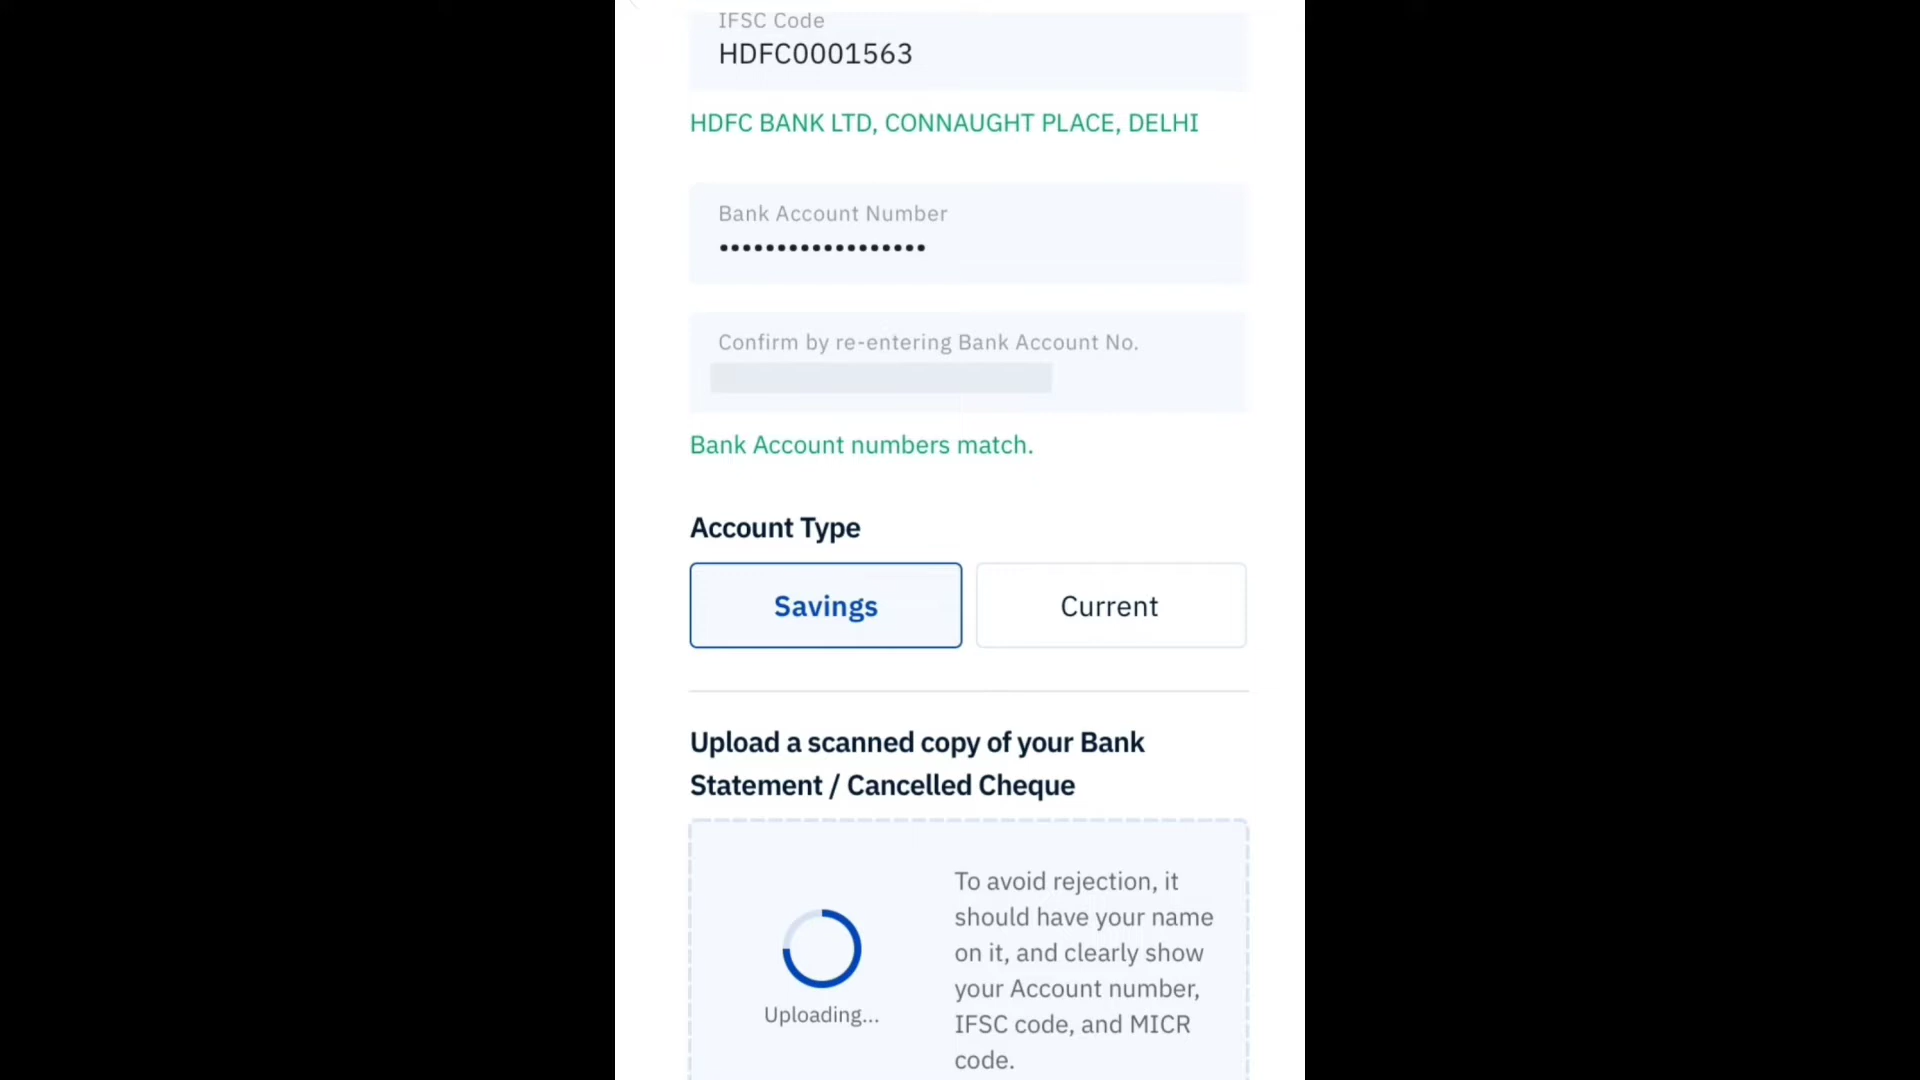 IFSC Code
HDFC0001563
HDFC BANK LTD, CONNAUGHT PLACE, DELHI
Bank Account Number
••••••••••••••••••
Confirm by re-entering Bank Account No.
Bank Account numbers match.
Account Type
Savings
Current
Upload a scanned copy of your Bank
Statement / Cancelled Cheque
To avoid rejection, it
should have your name
on it, and clearly show
your Account number,
IFSC code, and MICR
code.
Uploading...